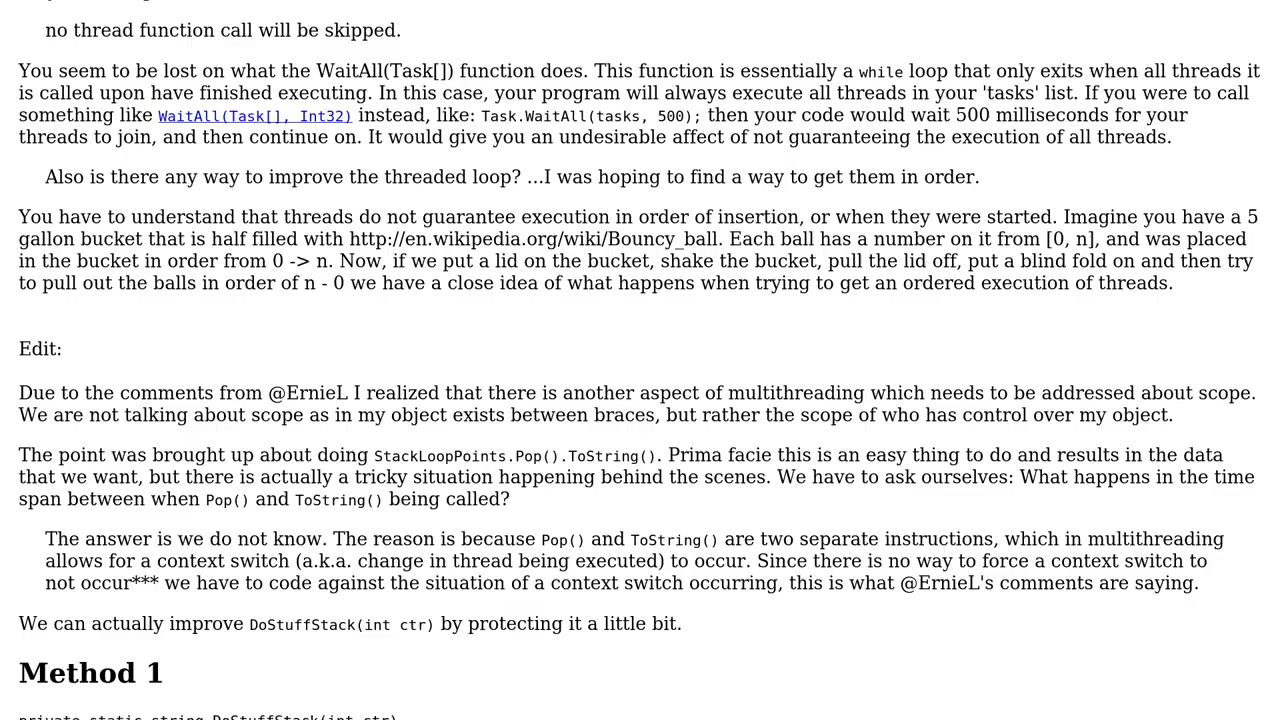 no thread function call will be skipped.
You seem to be lost on what the WaitAll(Task[]) function does. This function is essentially a while loop that only exits when all threads it
is called upon have finished executing. In this case, your program will always execute all threads in your 'tasks' list. If you were to call
something like WaitAll(Task[], Int32) instead, like: Task.WaitAll(tasks, 500); then your code would wait 500 milliseconds for your
threads to join, and then continue on. It would give you an undesirable affect of not guaranteeing the execution of all threads.
Also is there any way to improve the threaded loop? ...I was hoping to find a way to get them in order.
You have to understand that threads do not guarantee execution in order of insertion, or when they were started. Imagine you have a 5
gallon bucket that is half filled with http://en.wikipedia.org/wiki/Bouncy_ball. Each ball has a number on it from [0, n], and was placed
in the bucket in order from 0 -> n. Now, if we put a lid on the bucket, shake the bucket, pull the lid off, put a blind fold on and then try
to pull out the balls in order of n - 0 we have a close idea of what happens when trying to get an ordered execution of threads.
Edit:
Due to the comments from @ErnieL I realized that there is another aspect of multithreading which needs to be addressed about scope.
We are not talking about scope as in my object exists between braces, but rather the scope of who has control over my object.
The point was brought up about doing StackLoopPoints.Pop().ToString(). Prima facie this is an easy thing to do and results in the data
that we want, but there is actually a tricky situation happening behind the scenes. We have to ask ourselves: What happens in the time
span between when Pop() and ToString() being called?
The answer is we do not know. The reason is because Pop() and ToString() are two separate instructions, which in multithreading
allows for a context switch (a.k.a. change in thread being executed) to occur. Since there is no way to force a context switch to
not occur*** we have to code against the situation of a context switch occurring, this is what @ErnieL's comments are saying.
We can actually improve DoStuffStack(int ctr) by protecting it a little bit.
Method 1
private static string DoStuffStack(int ctr)